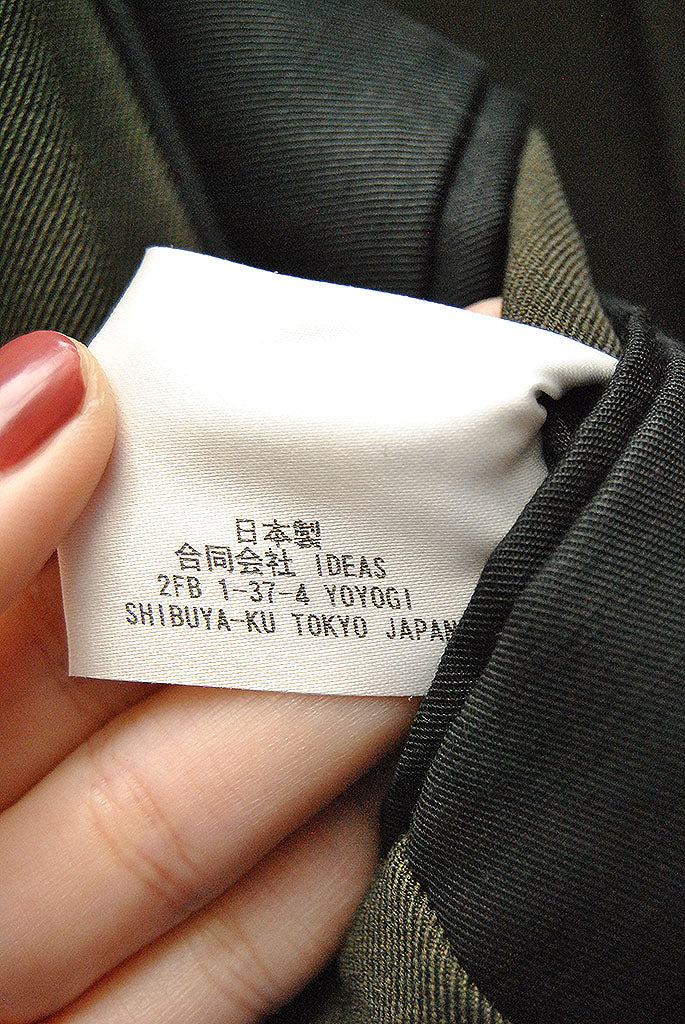 日本製
合同会社 IDEAS
2FB 1-37-4 YOYOGI
SHIBUYA-KU TOKYO JAPAN